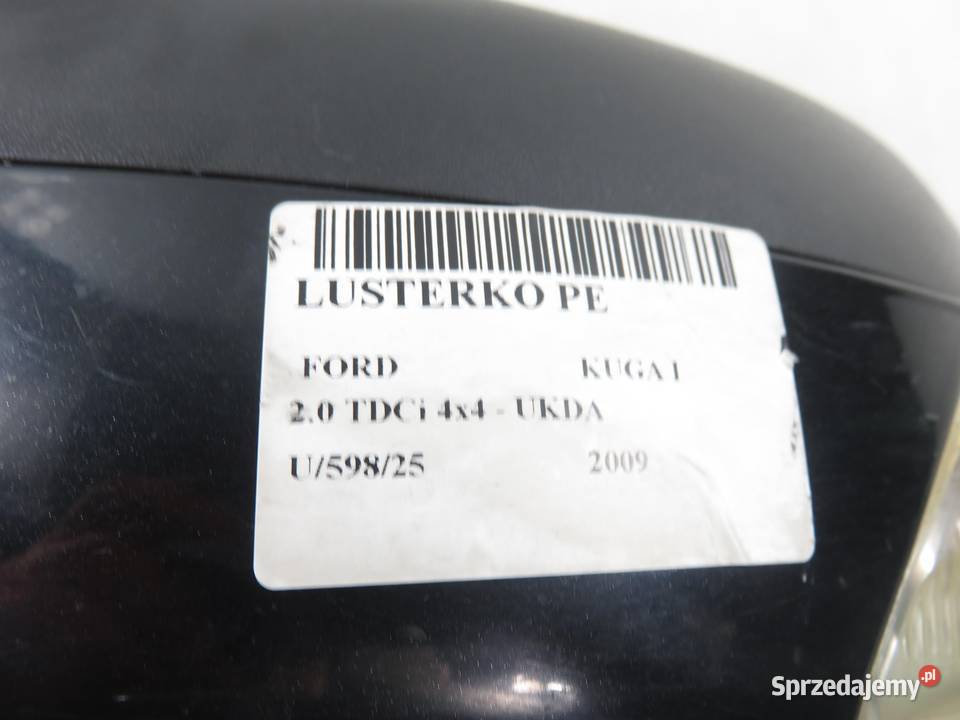 LUSTERKO PE
FORD KUGA I
2.0 TDCi 4x4 - UKDA
U/598/25 2009
Sprzedajemy.pl